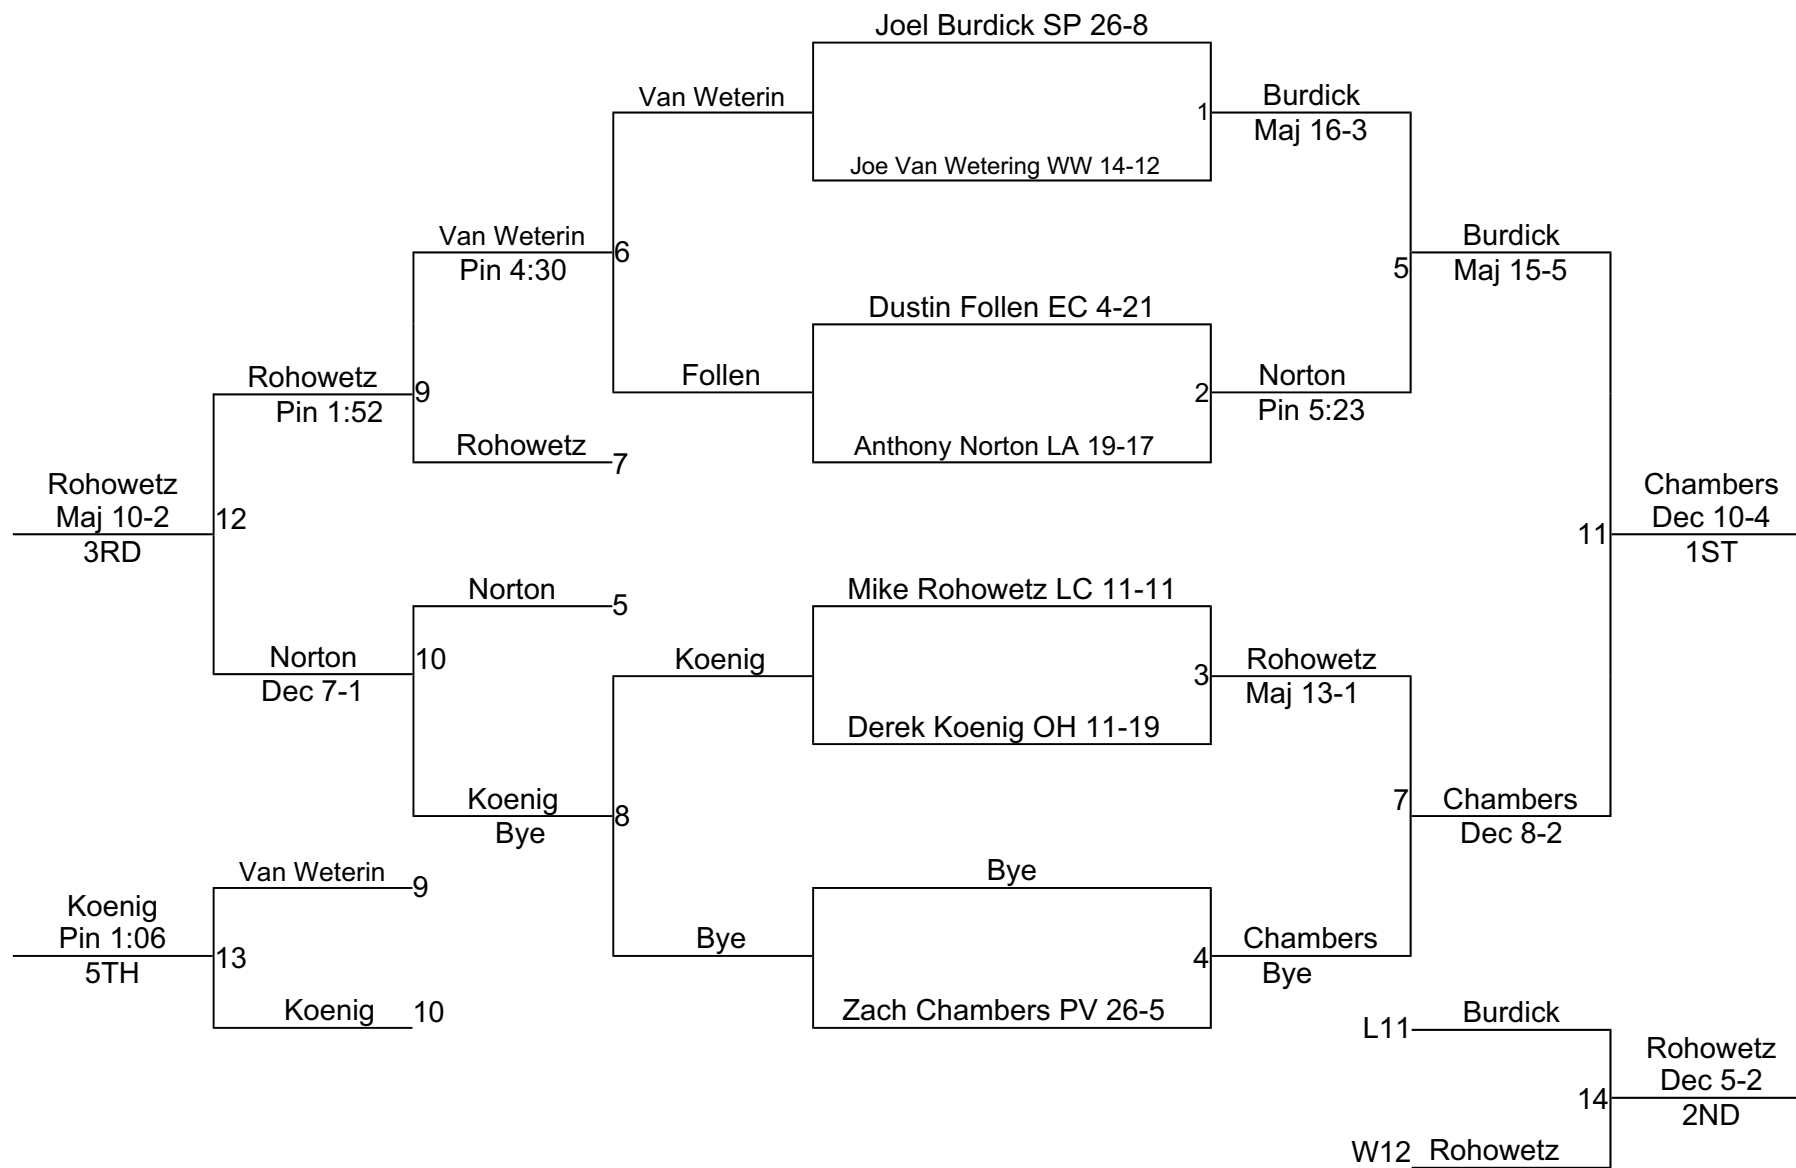 Joel Burdick SP 26-8
Van Weterin
1
Burdick
Maj 16-3
Joe Van Wetering WW 14-12
Van Weterin
Pin 4:30
6
5
Burdick
Maj 15-5
Dustin Follen EC 4-21
Rohowetz
Pin 1:52
9
Follen
2
Norton
Pin 5:23
Anthony Norton LA 19-17
Rohowetz
7
Rohowetz
Maj 10-2
3RD
12
11
Chambers
Dec 10-4
1ST
Norton
5
Mike Rohowetz LC 11-11
Norton
Dec 7-1
10
Koenig
3
Rohowetz
Maj 13-1
Derek Koenig OH 11-19
Koenig
Bye
8
7
Chambers
Dec 8-2
Van Weterin
9
Bye
Koenig
Pin 1:06
5TH
13
Bye
4
Chambers
Bye
Koenig
10
Zach Chambers PV 26-5
L11
Burdick
14
Rohowetz
Dec 5-2
2ND
W12
Rohowetz